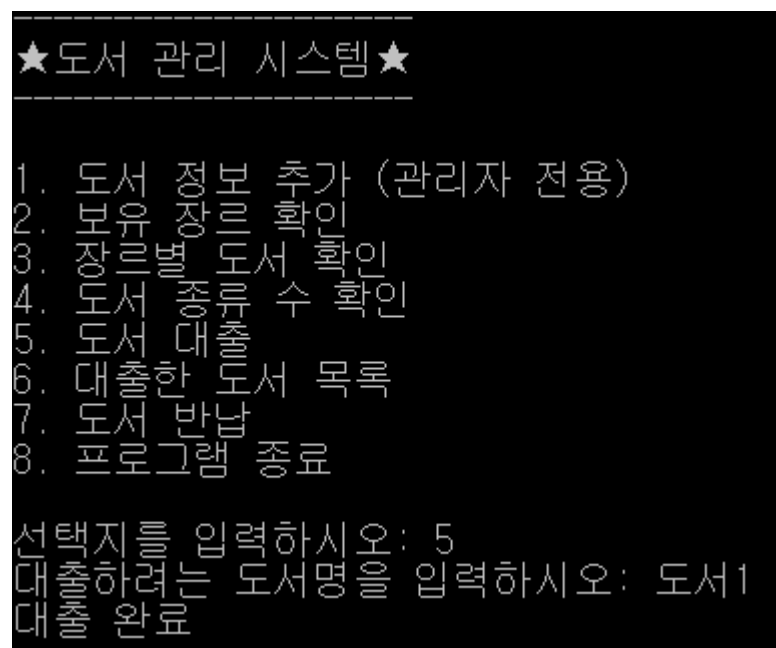 --------------------
★도서 관리 시스템★
--------------------
1. 도서 정보 추가 (관리자 전용)
2. 보유 장르 확인
3. 장르별 도서 확인
4. 도서 종류 수 확인
5. 도서 대출
6. 대출한 도서 목록
7. 도서 반납
8. 프로그램 종료
선택지를 입력하시오: 5
대출하려는 도서명을 입력하시오: 도서1
대출 완료